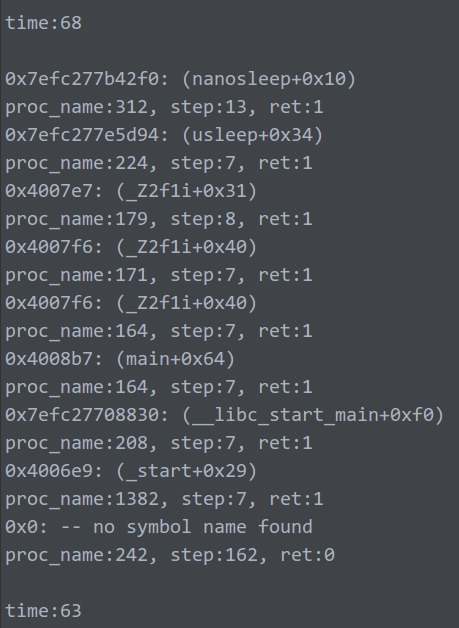 time:68
0x7efc277b42f0: (nanosleep+0x10)
proc_name:312, step:13, ret:1
0x7efc277e5d94: (usleep+0x34)
proc_name:224, step:7, ret:1
0x4007e7: (_Z2f1i+0x31)
proc_name:179, step:8, ret:1
0x4007f6: (_Z2f1i+0x40)
proc_name:171, step:7, ret:1
0x4007f6: (_Z2f1i+0x40)
proc_name:164, step:7, ret:1
0x4008b7: (main+0x64)
proc_name:164, step:7, ret:1
0x7efc27708830: (__libc_start_main+0xf0)
proc_name:208, step:7, ret:1
0x4006e9: (_start+0x29)
proc_name:1382, step:7, ret:1
0x0: -- no symbol name found
proc_name:242, step:162, ret:0
time:63